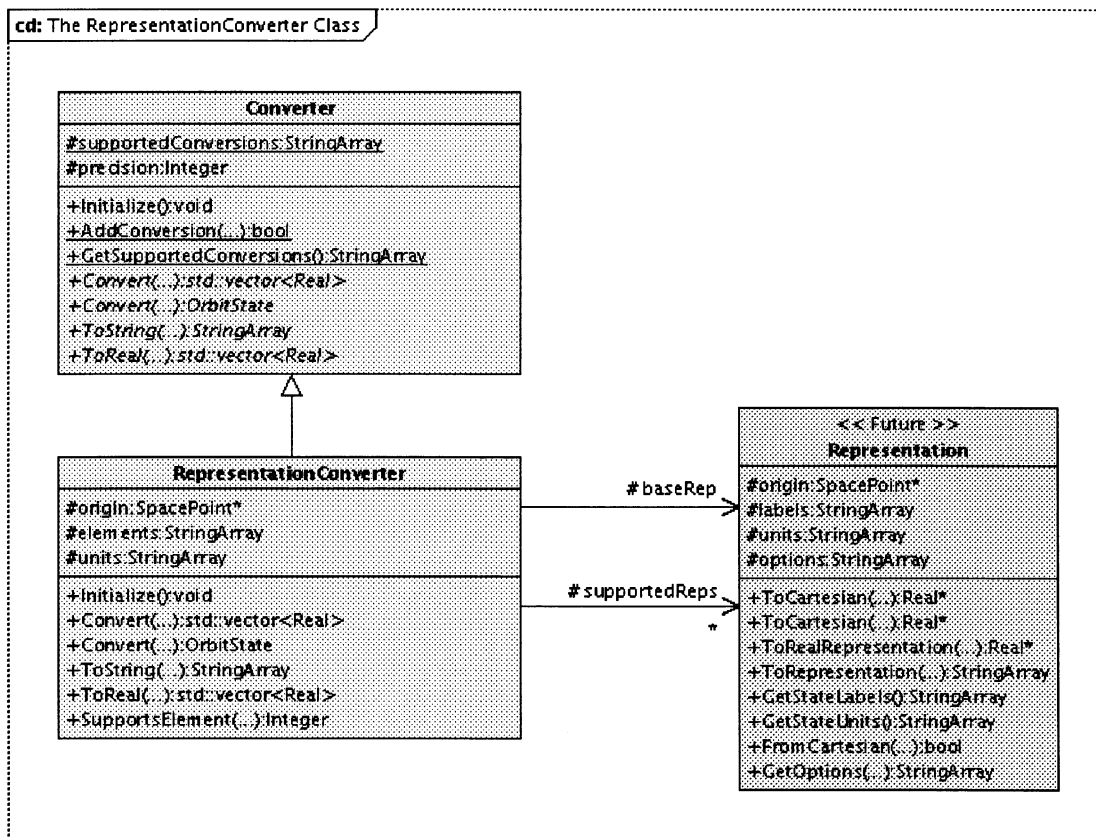 cd: The RepresentationConverter Class
Converter
#supportedConversions:StringArray
#precision:Integer
+Initialize():void
+AddConversion(...):bool
+GetSupportedConversions():StringArray
+Convert(...):std::vector<Real>
+Convert(...):OrbitState
+ToString(...):StringArray
+ToReal(...):std::vector<Real>
RepresentationConverter
#origin:SpacePoint*
#elements:StringArray
#units:StringArray
+Initialize():void
+Convert(...):std::vector<Real>
+Convert(...):OrbitState
+ToString(...):StringArray
+ToReal(...):std::vector<Real>
+SupportsElement(...):Integer
#baseRep
#supportedReps
*
<< Future >>
Representation
#origin:SpacePoint*
#labels:StringArray
#units:StringArray
#options:StringArray
+ToCartesian(...):Real*
+ToCartesian(...):Real*
+ToRealRepresentation(...):Real*
+ToRepresentation(...):StringArray
+GetStateLabels():StringArray
+GetStateUnits():StringArray
+FromCartesian(...):bool
+GetOptions(...):StringArray